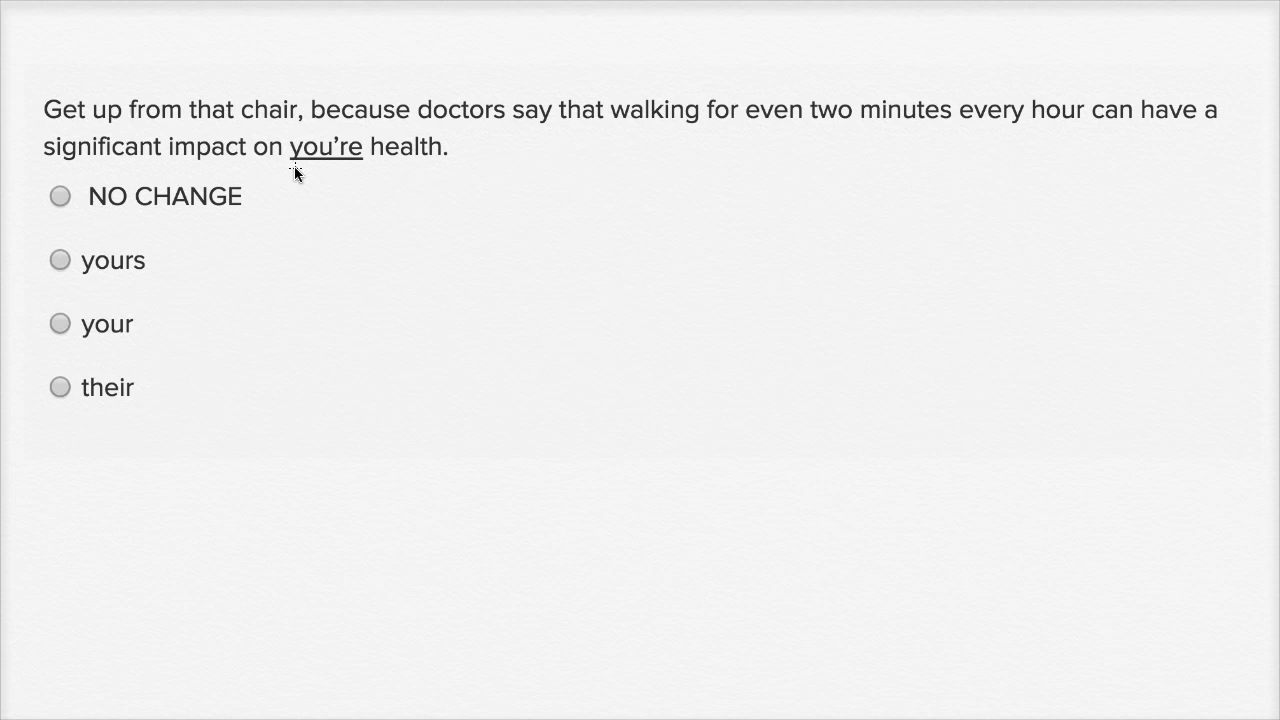 Get up from that chair, because doctors say that walking for even two minutes every hour can have a
significant impact on you’re health.
NO CHANGE
yours
your
their